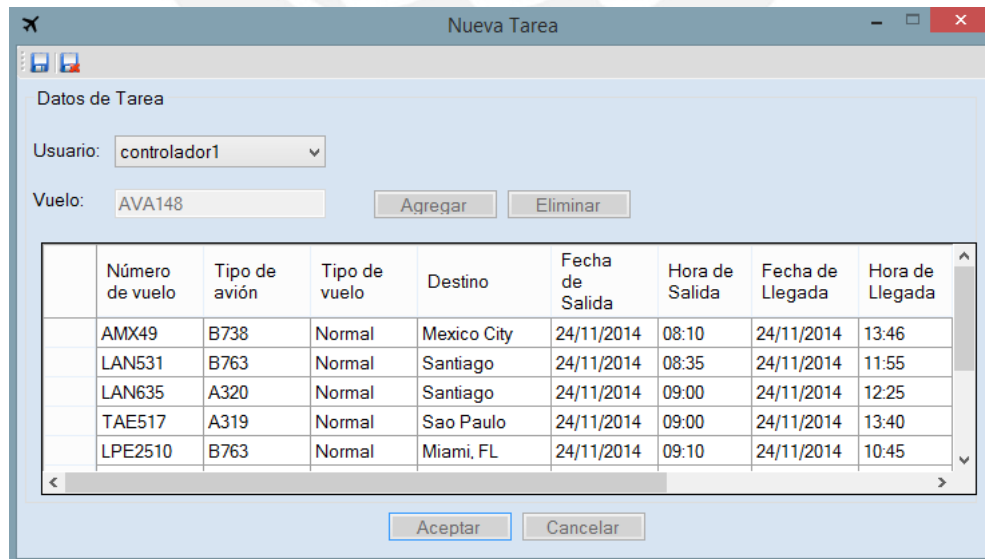 Nueva Tarea
Datos de Tarea
Usuario: controlador1
Vuelo: AVA148 Agregar Eliminar
Número de vuelo Tipo de avión Tipo de vuelo Destino Fecha de Salida Hora de Salida Fecha de Llegada Hora de Llegada
AMX49 B738 Normal Mexico City 24/11/2014 08:10 24/11/2014 13:46
LAN531 B763 Normal Santiago 24/11/2014 08:35 24/11/2014 11:55
LAN635 A320 Normal Santiago 24/11/2014 09:00 24/11/2014 12:25
TAE517 A319 Normal Sao Paulo 24/11/2014 09:00 24/11/2014 13:40
LPE2510 B763 Normal Miami, FL 24/11/2014 09:10 24/11/2014 10:45
Aceptar Cancelar